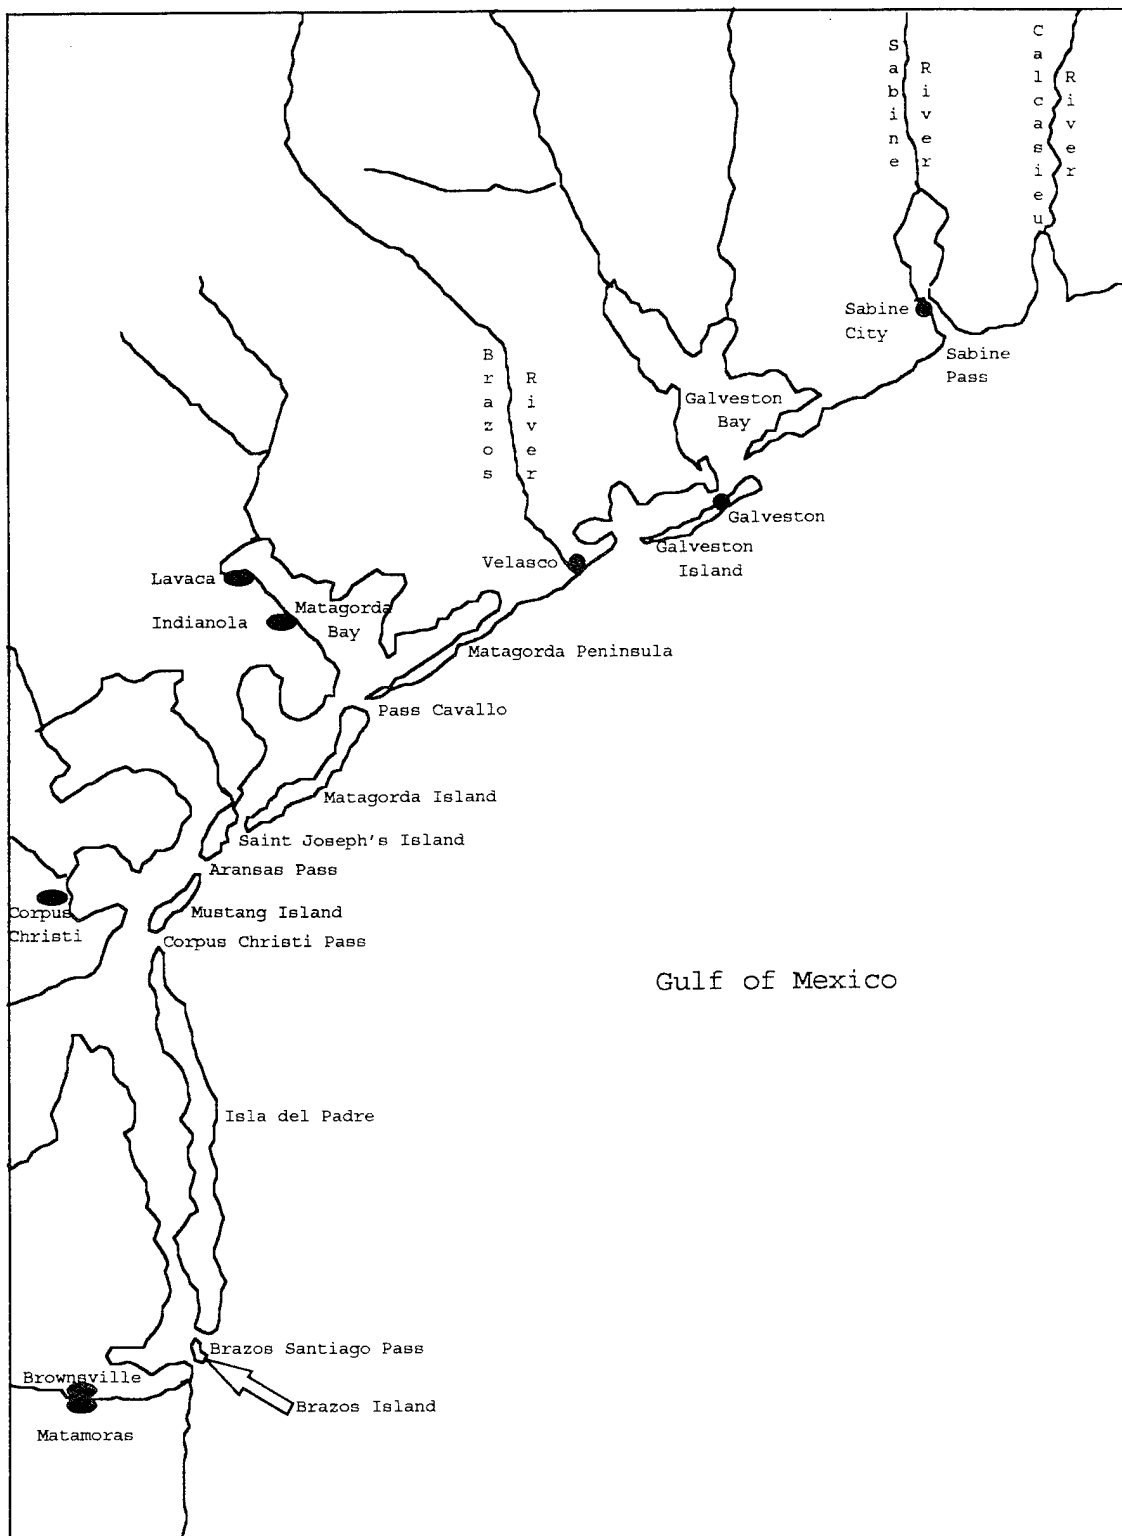 Sabine
River
Calcasieu
River
Sabine
City
Sabine
Pass
Brazos
River
Galveston
Bay
Galveston
Galveston
Island
Velasco
Lavaca
Indianola
Matagorda
Bay
Matagorda Peninsula
Pass Cavallo
Matagorda Island
Saint Joseph's Island
Aransas Pass
Mustang Island
Corpus
Christi
Corpus Christi Pass
Gulf of Mexico
Isla del Padre
Brazos Santiago Pass
Brownsville
Brazos Island
Matamoras